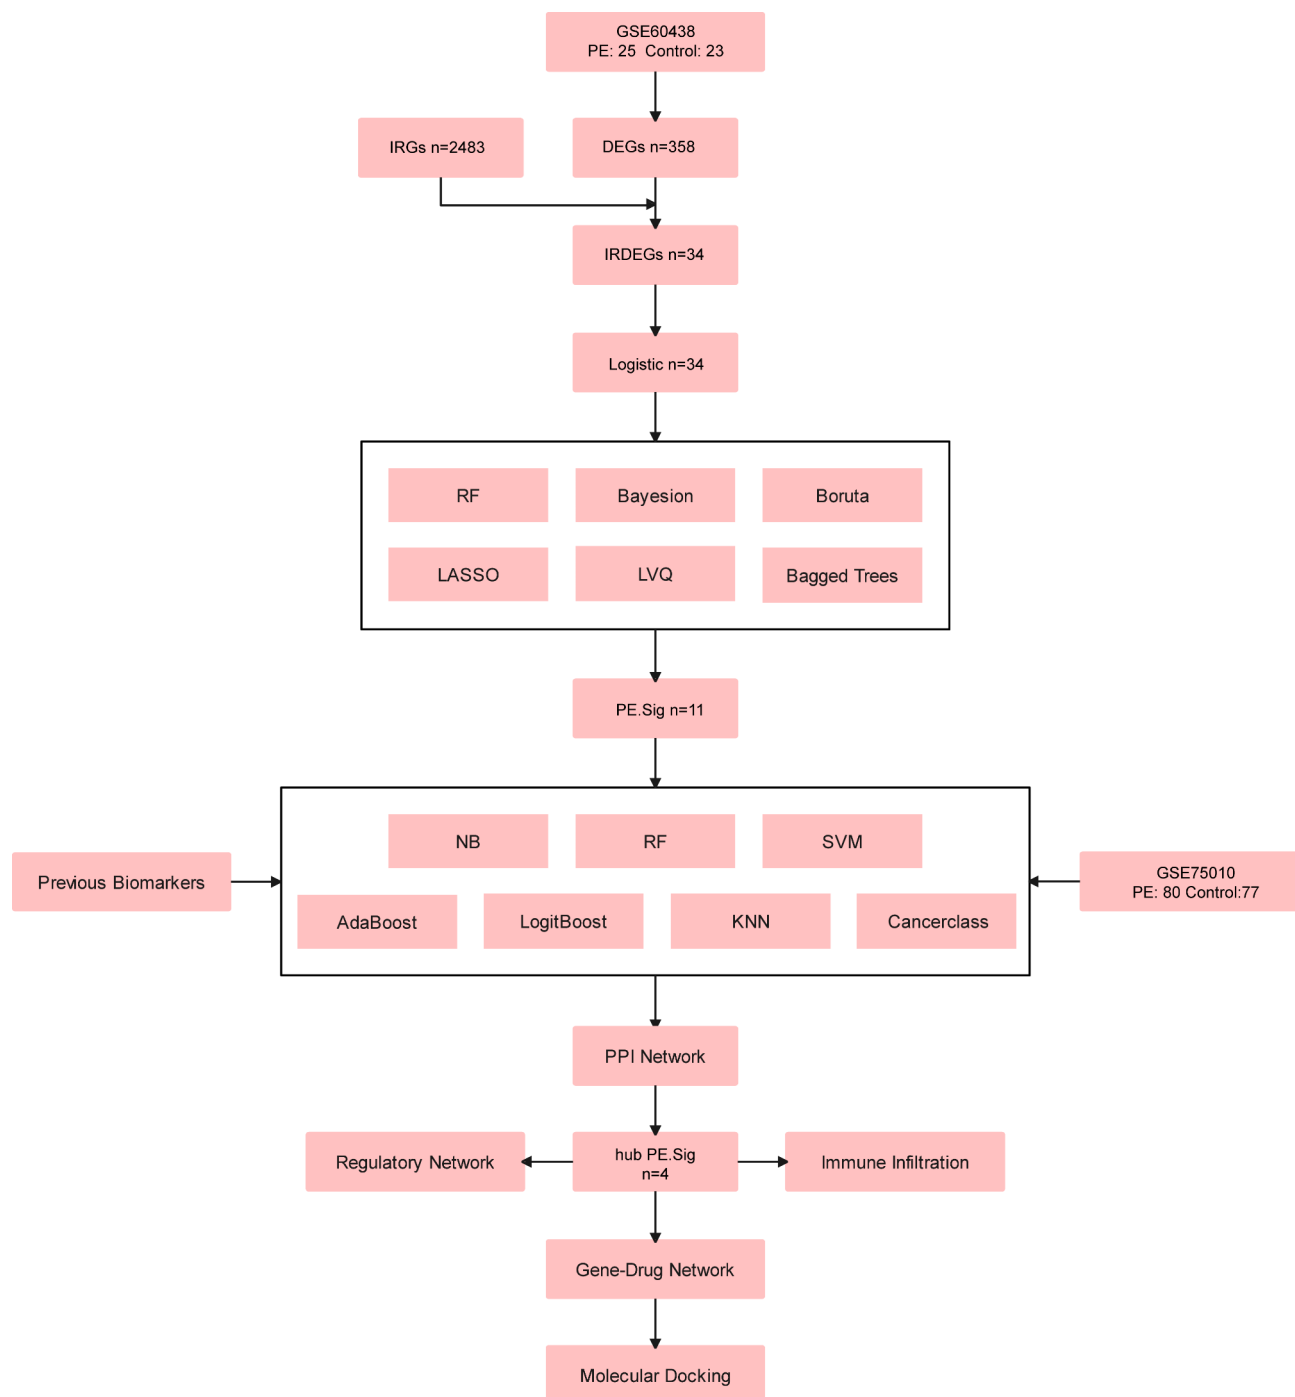 GSE60438
PE: 25 Control: 23
IRGs n=2483
DEGs n=358
IRDEGs n=34
Logistic n=34
RF
Bayesion
Boruta
LASSO
LVQ
Bagged Trees
PE.Sig n=11
NB
RF
SVM
Previous Biomarkers
GSE75010
PE: 80 Control:77
AdaBoost
LogitBoost
KNN
Cancerclass
PPI Network
Regulatory Network
hub PE.Sig
n=4
Immune Infiltration
Gene-Drug Network
Molecular Docking